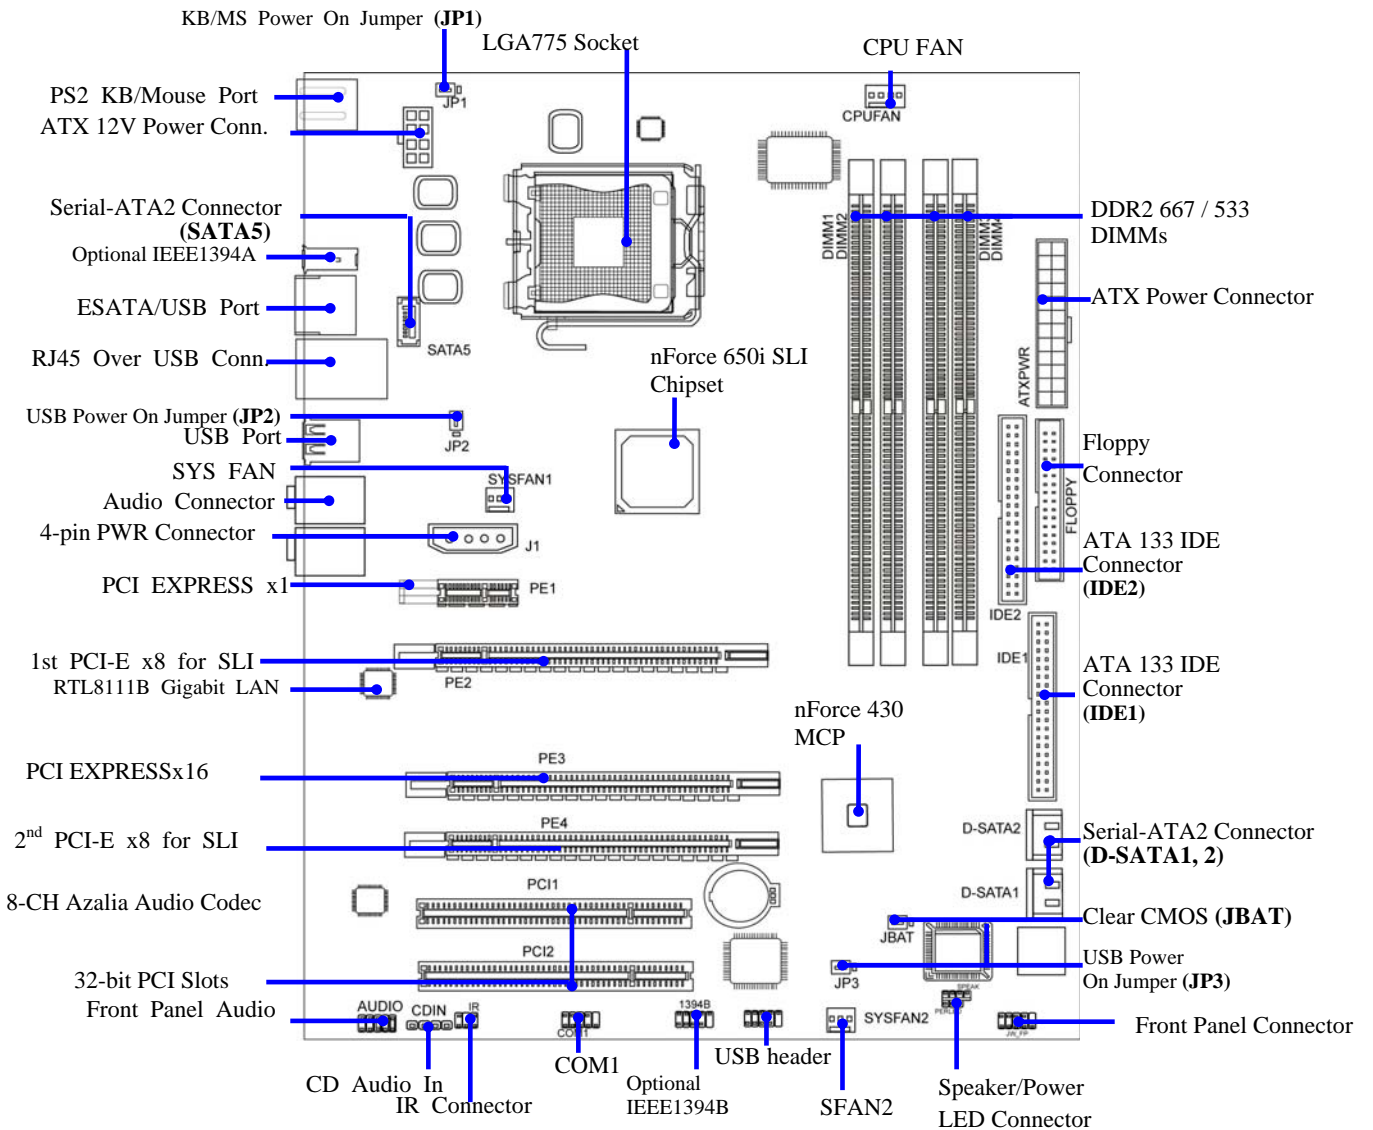 KB/MS Power On Jumper (JP1)
LGA775 Socket
CPU FAN
PS2 KB/Mouse Port
ATX 12V Power Conn.
JP1
CPUFAN
Serial-ATA2 Connector
(SATA5)
Optional IEEE1394A
ESATA/USB Port
RJ45 Over USB Conn.
SATA5
DIMM1
DIMM2
DIMM3
DIMM4
DDR2 667 / 533
DIMMs
ATX Power Connector
ATXPWR
nForce 650i SLI
Chipset
USB Power On Jumper (JP2)
USB Port
JP2
SYS FAN
SYSFAN1
Audio Connector
4-pin PWR Connector
J1
PCI EXPRESS x1
PE1
Floppy
Connector
FLOPPY
ATA 133 IDE
Connector
(IDE2)
IDE2
1st PCI-E x8 for SLI
RTL8111B Gigabit LAN
PE2
IDE1
ATA 133 IDE
Connector
(IDE1)
nForce 430
MCP
PE3
PCI EXPRESSx16
PE4
2nd PCI-E x8 for SLI
D-SATA2
Serial-ATA2 Connector
(D-SATA1, 2)
PCI1
8-CH Azalia Audio Codec
D-SATA1
Clear CMOS (JBAT)
JBAT
PCI2
USB Power
On Jumper (JP3)
JP3
32-bit PCI Slots
Front Panel Audio
AUDIO
CDIN
IR
COM1
1394B
SYSFAN2
SPEAK
JW_FP
Front Panel Connector
CD Audio In
IR Connector
COM1
Optional
IEEE1394B
USB header
SFAN2
Speaker/Power
LED Connector